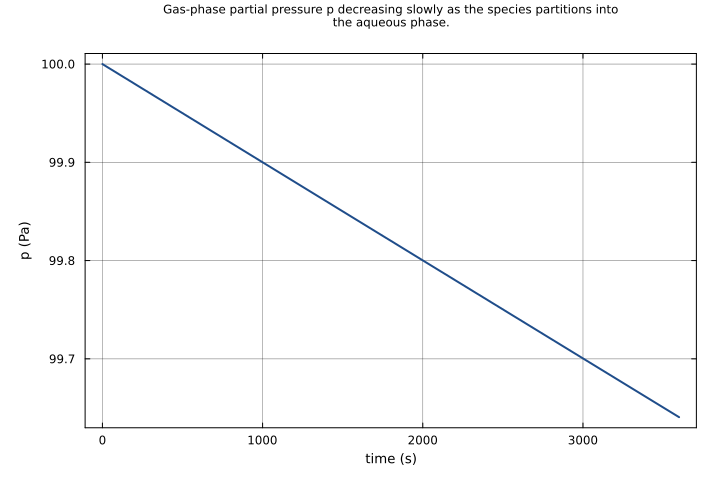 Gas-phase partial pressure p decreasing slowly as the species partitions into
the aqueous phase.
100.0
99.9
99.8
99.7
p (Pa)
0 1000 2000 3000
time (s)